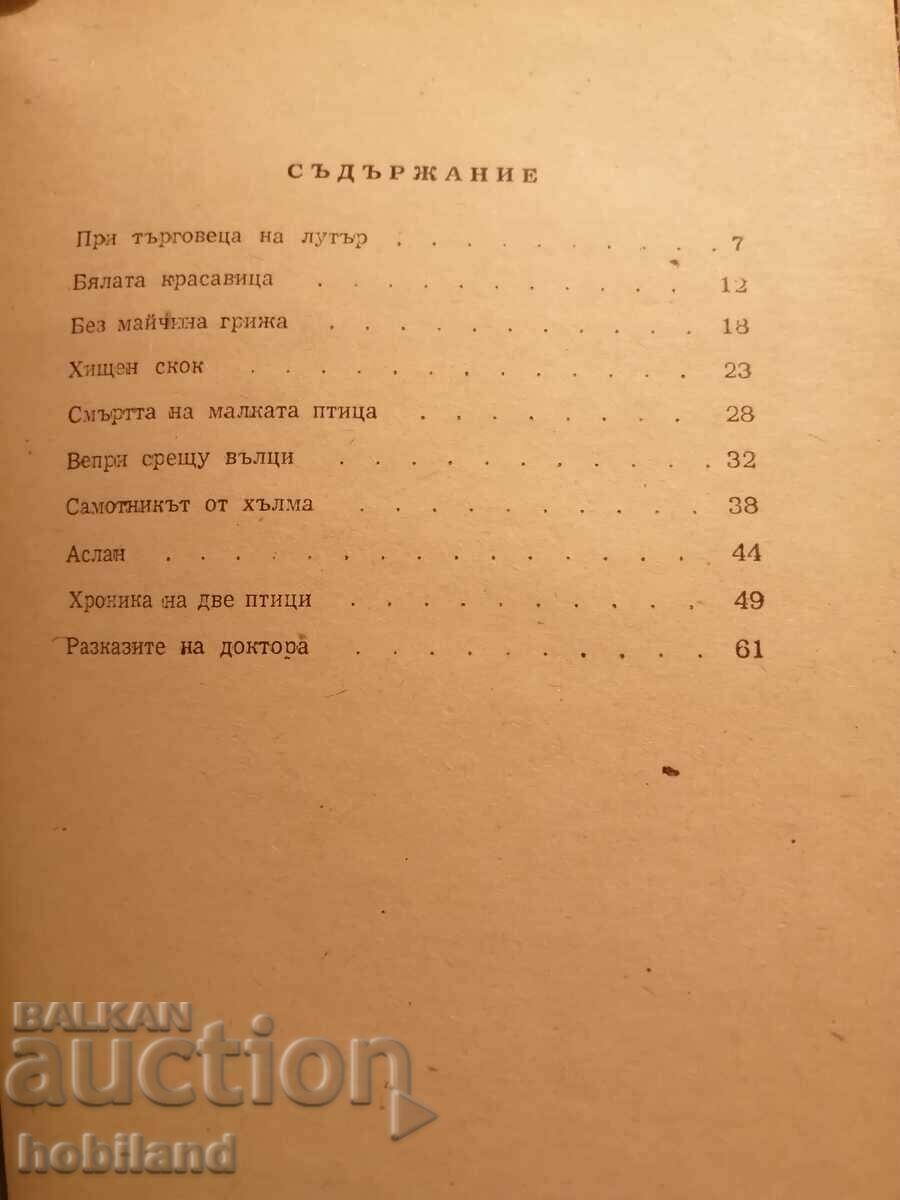 СЪДЪРЖАНИЕ
При търговеца на лутър . . . . . . . . . 7
Бялата красавица . . . . . . . . . . . 12
Без майчина грижа . . . . . . . . . . . 18
Хищен скок . . . . . . . . . . . . . 23
Смъртта на малката птица . . . . . . . . 28
Вепри срещу вълци . . . . . . . . . . . 32
Самотникът от хълма . . . . . . . . . . 38
Аслан . . . . . . . . . . . . . . . 44
Хроника на две птици . . . . . . . . . . 49
Разказите на доктора . . . . . . . . . . 61
BALKAN
auction
hobiland